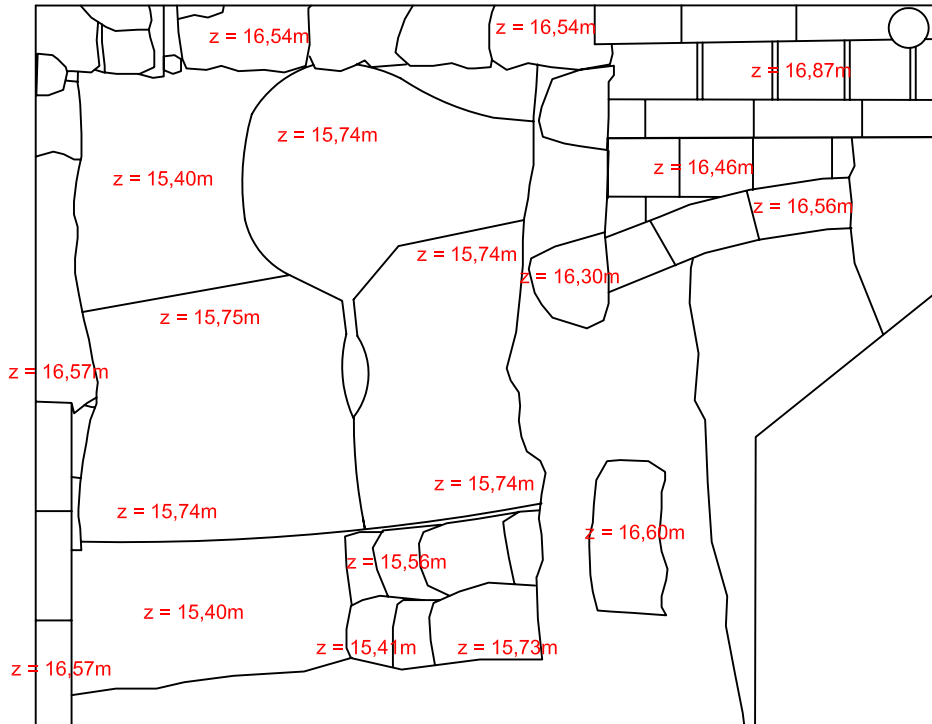 z = 16,54m
z = 16,54m
z = 16,87m
z = 15,74m
z = 16,46m
z = 15,40m
z = 16,56m
z = 15,74m
z = 16,30m
z = 15,75m
z = 16,57m
z = 15,74m
z = 15,74m
z = 16,60m
z = 15,56m
z = 15,40m
z = 15,41m
z = 15,73m
z = 16,57m